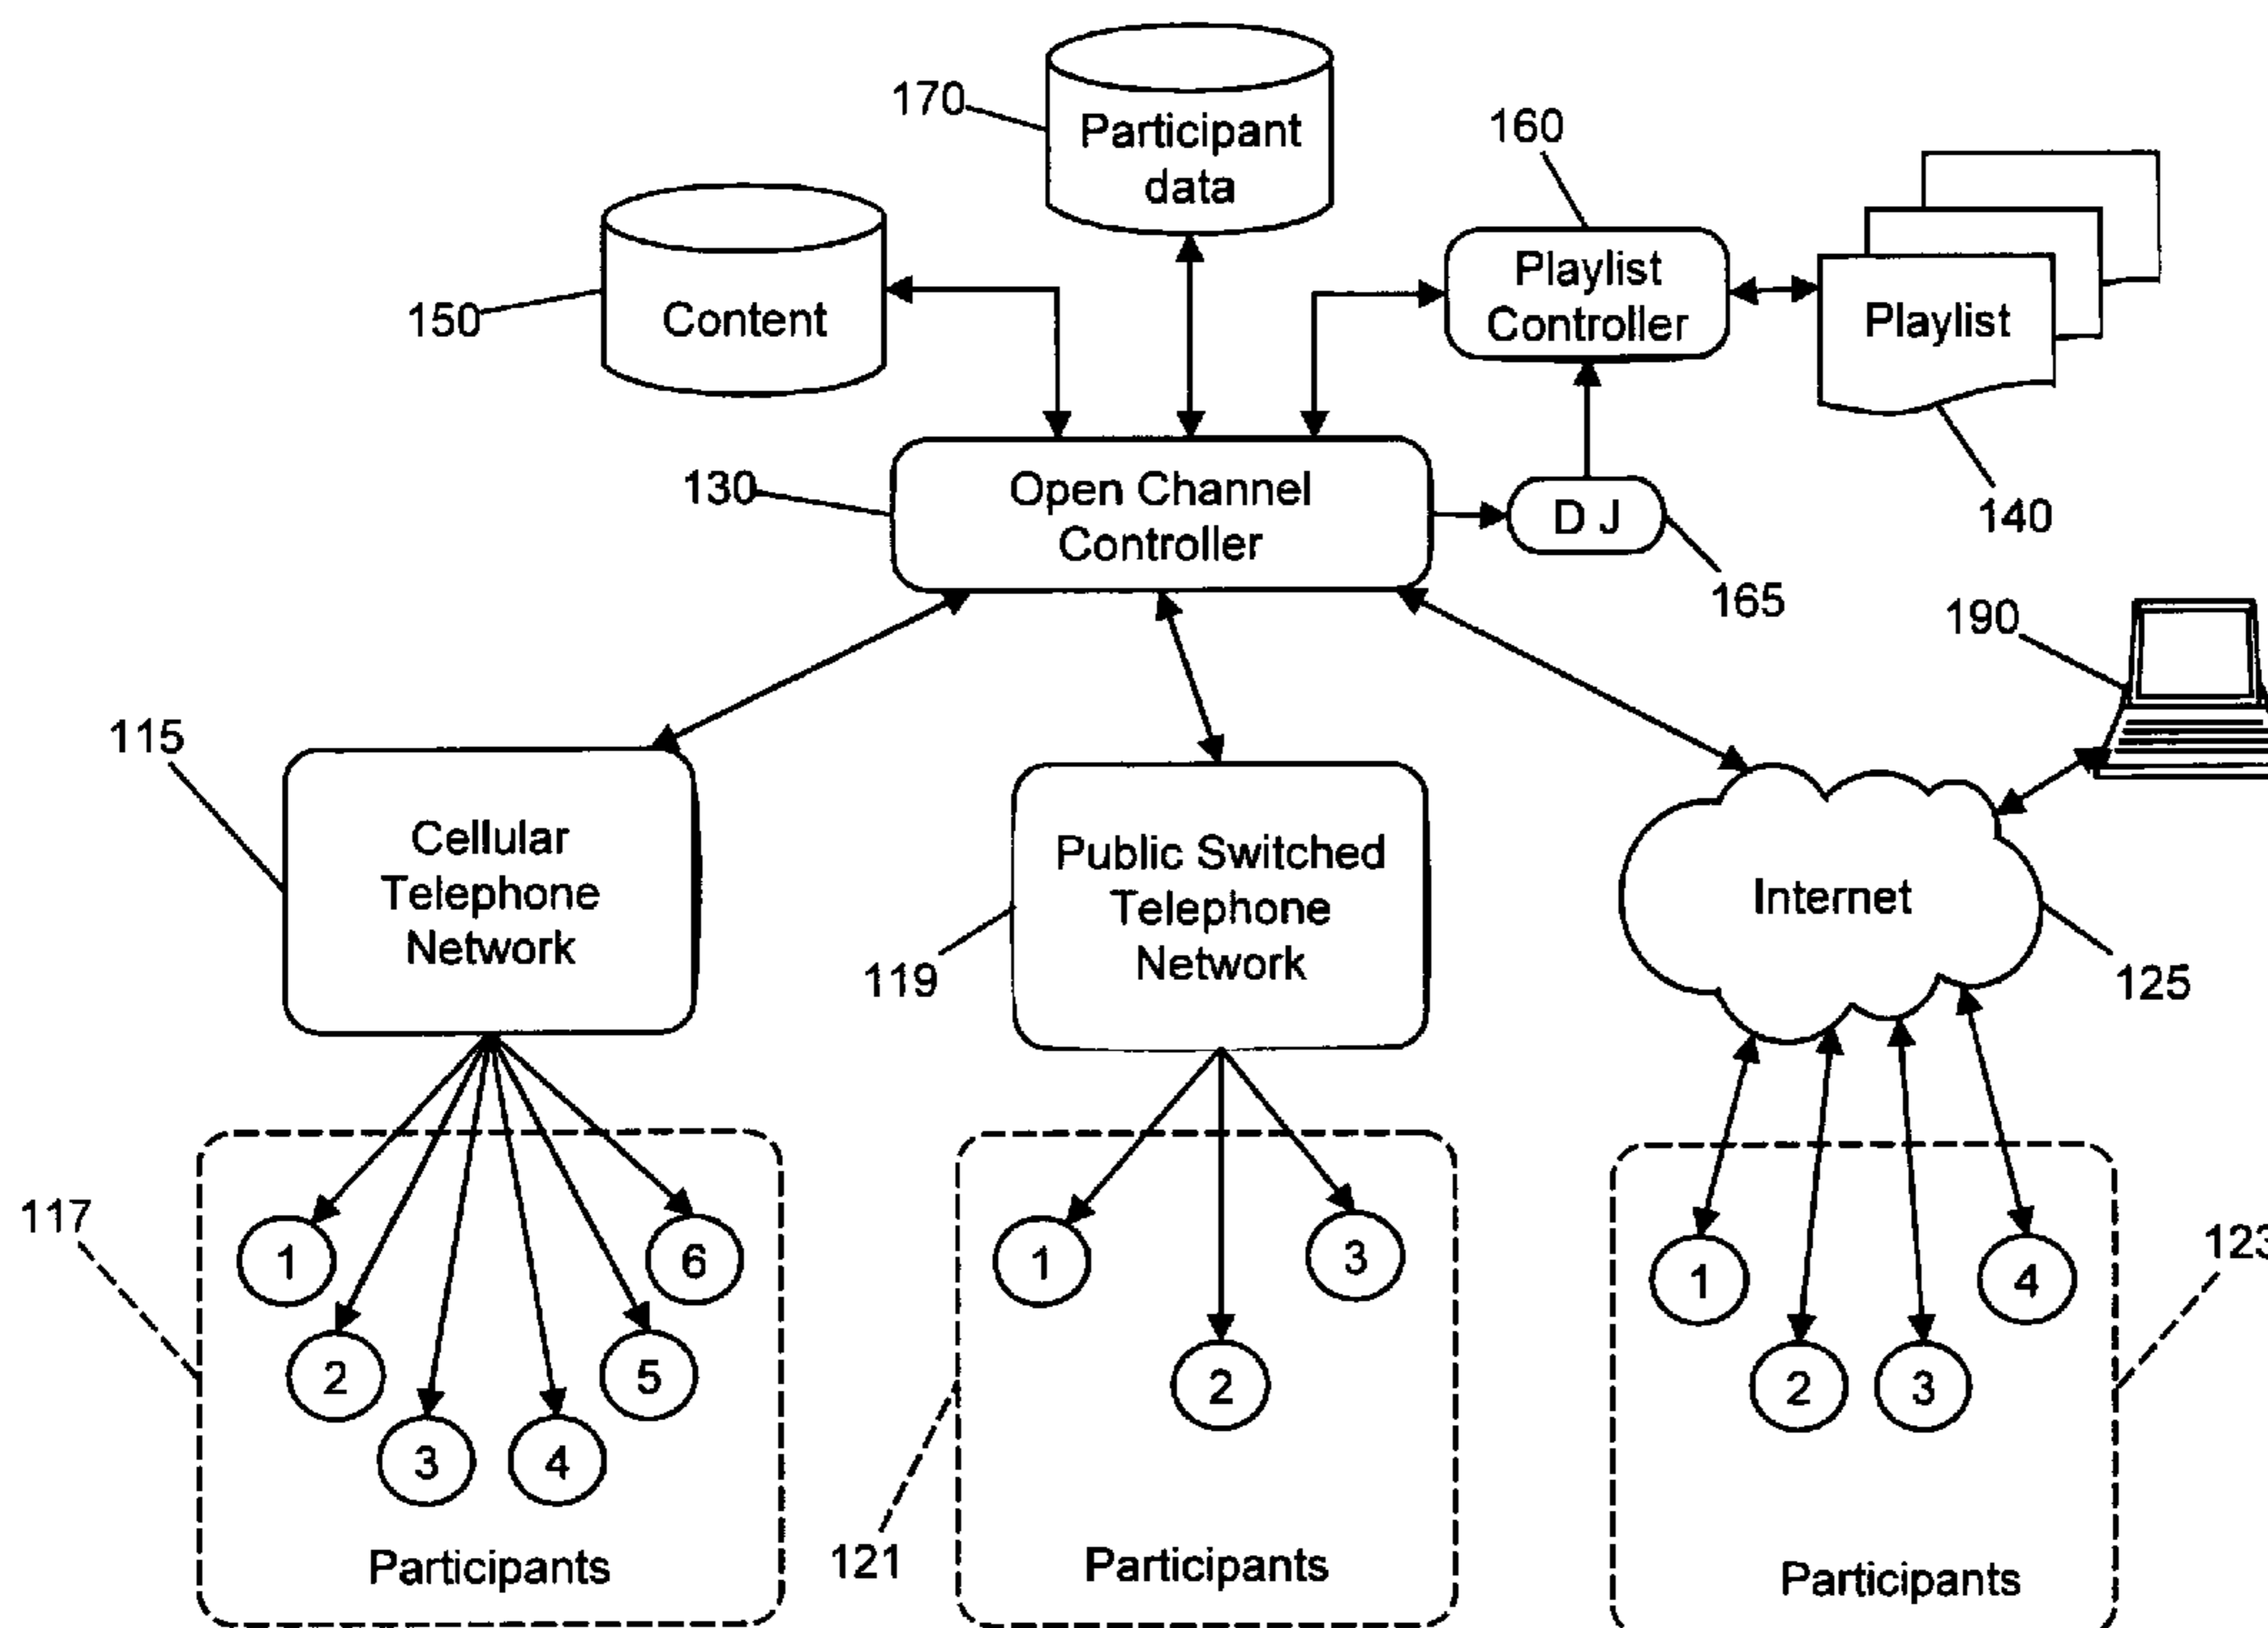 170
Participant
data
160
150
Content
Playlist
Controller
Playlist
140
130
Open Channel
Controller
D J
165
190
115
Cellular
Telephone
Network
119
Public Switched
Telephone
Network
Internet
125
117
1
2
3
4
5
6
Participants
121
1
2
3
Participants
123
1
2
3
4
Participants